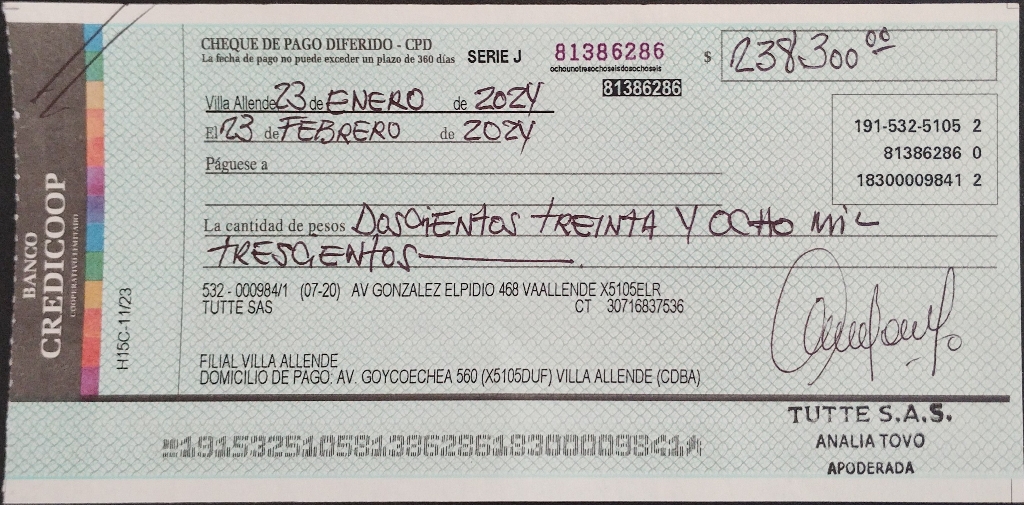 BANCO
CREDICOOP
COOPERATIVO LIMITADO
H15C-11/23
CHEQUE DE PAGO DIFERIDO - CPD
La fecha de pago no puede exceder un plazo de 360 días
SERIE J
81386286
ochounotresochoseisdosochoseis
81386286
$ 238.300 00
Villa Allende 23 de ENERO de 2024
El 23 de FEBRERO de 2024
Páguese a
191-532-5105 2
81386286 0
18300009841 2
La cantidad de pesos DOSCIENTOS TREINTA Y OCHO MIL
TRESCIENTOS
532 - 000984/1 (07-20) AV GONZALEZ ELPIDIO 468 VAALLENDE X5105ELR
TUTTE SAS CT 30716837536
FILIAL VILLA ALLENDE
DOMICILIO DE PAGO: AV. GOYCOECHEA 560 (X5105DUF) VILLA ALLENDE (CDBA)
TUTTE S.A.S.
ANALIA TOVO
APODERADA